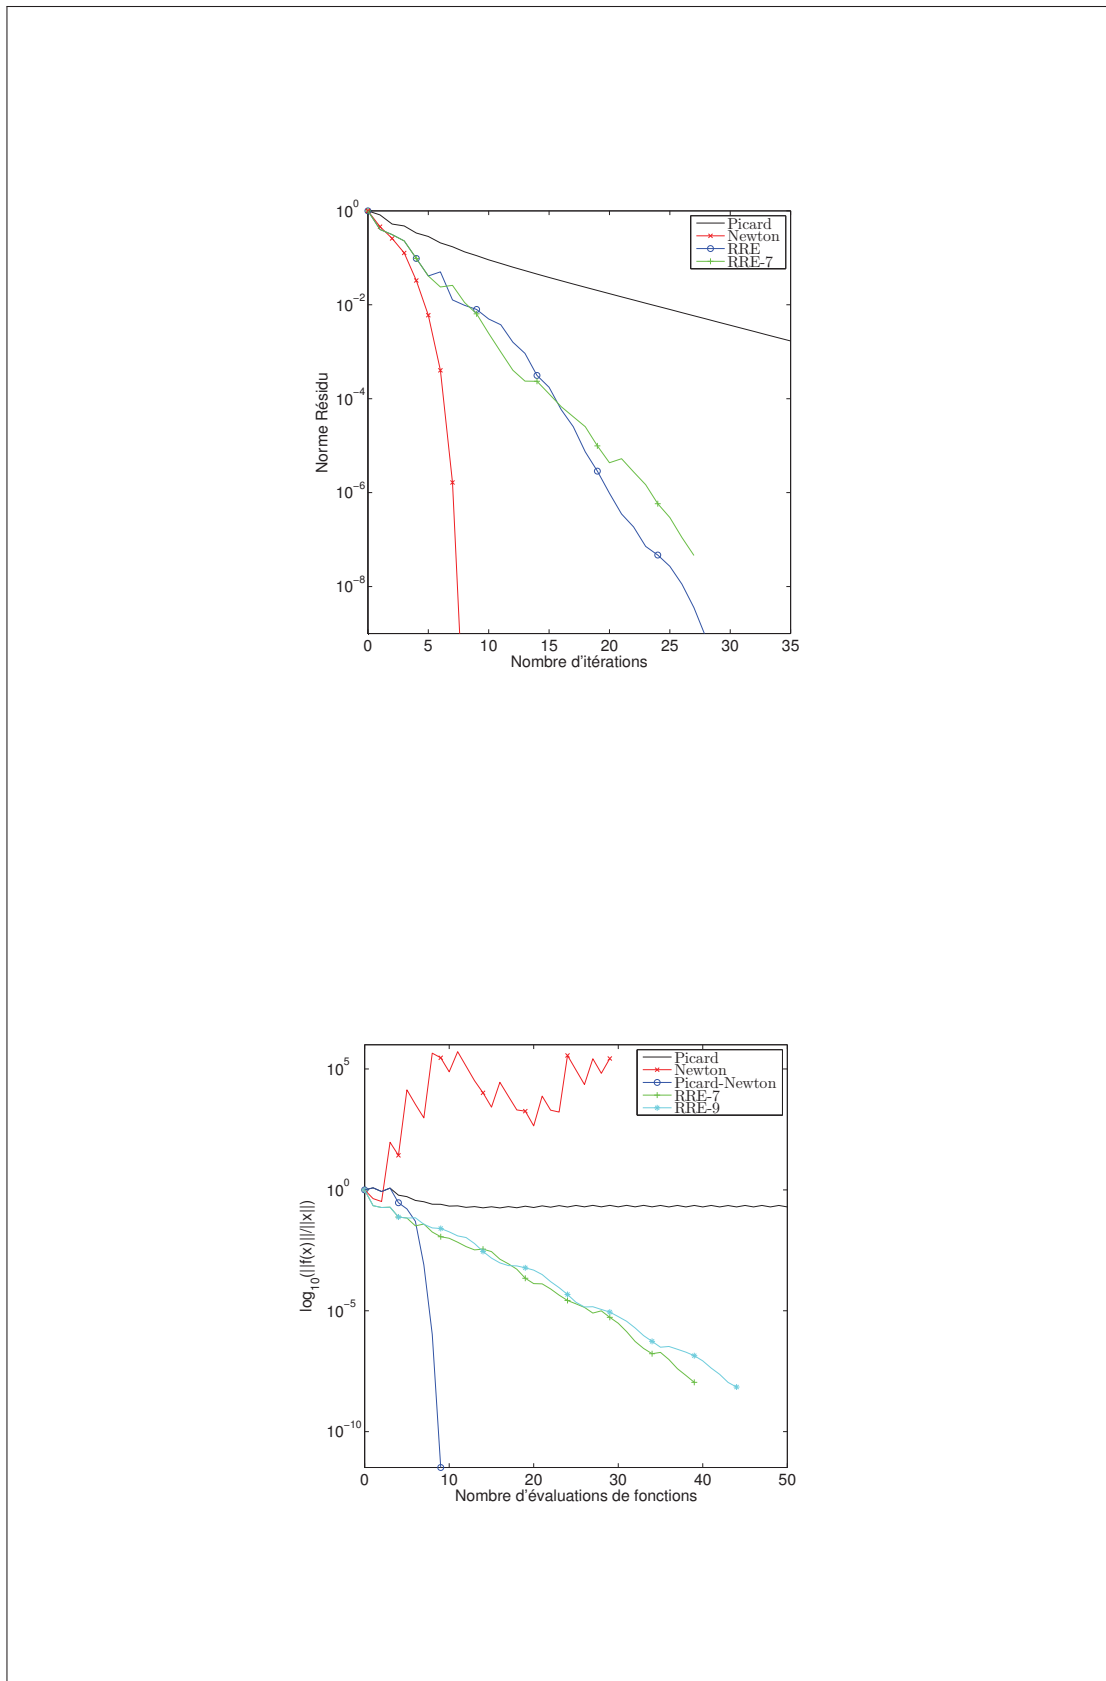 10^0
10^−2
10^−4
10^−6
10^−8
Norme Résidu
Picard
Newton
RRE
RRE-7
0 5 10 15 20 25 30 35
Nombre d'itérations
10^5
10^0
10^−5
10^−10
log_10(||f(x)||/||x||)
Picard
Newton
Picard-Newton
RRE-7
RRE-9
0 10 20 30 40 50
Nombre d'évaluations de fonctions